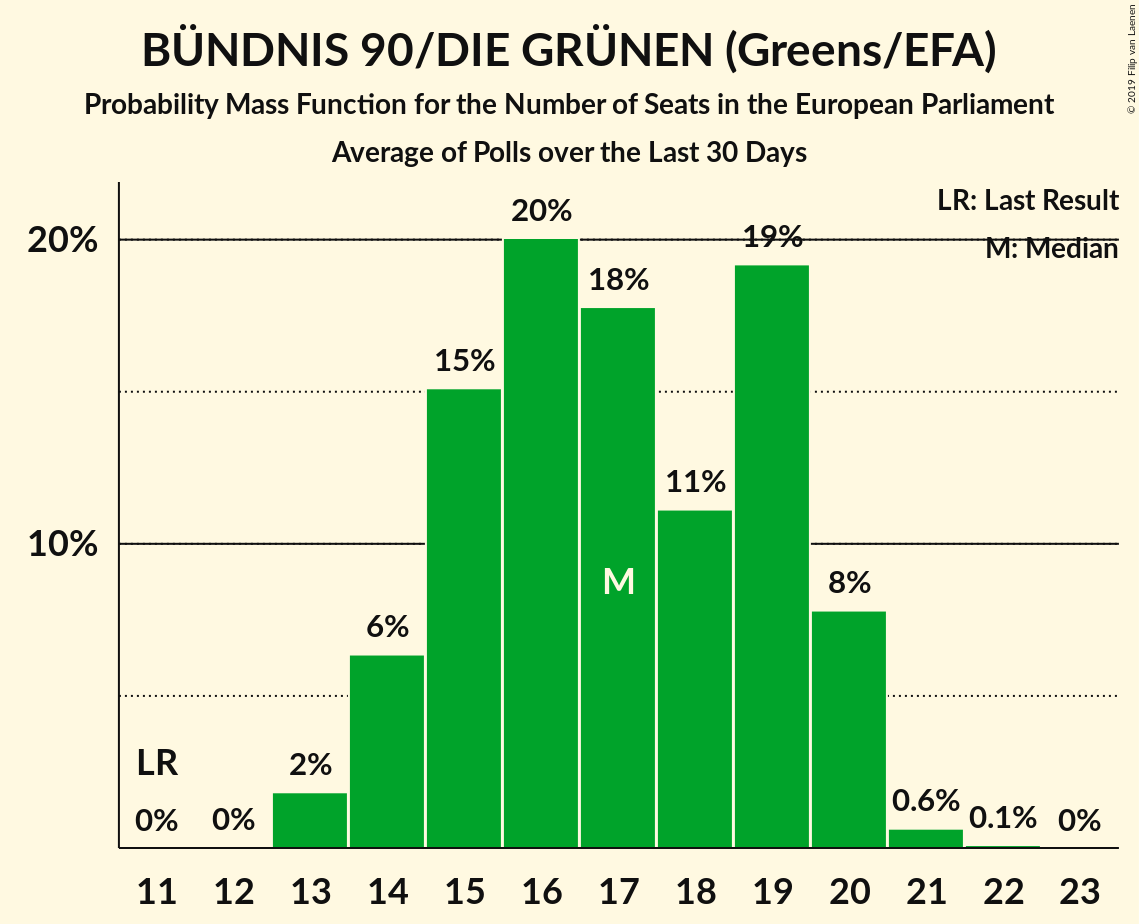 BÜNDNIS 90/DIE GRÜNEN (Greens/EFA)
Probability Mass Function for the Number of Seats in the European Parliament
Average of Polls over the Last 30 Days
© 2019 Filip van Laenen
LR: Last Result
M: Median
20%
10%
LR
0%
0%
2%
6%
15%
20%
18%
11%
19%
8%
0.6%
0.1%
0%
M
11 12 13 14 15 16 17 18 19 20 21 22 23